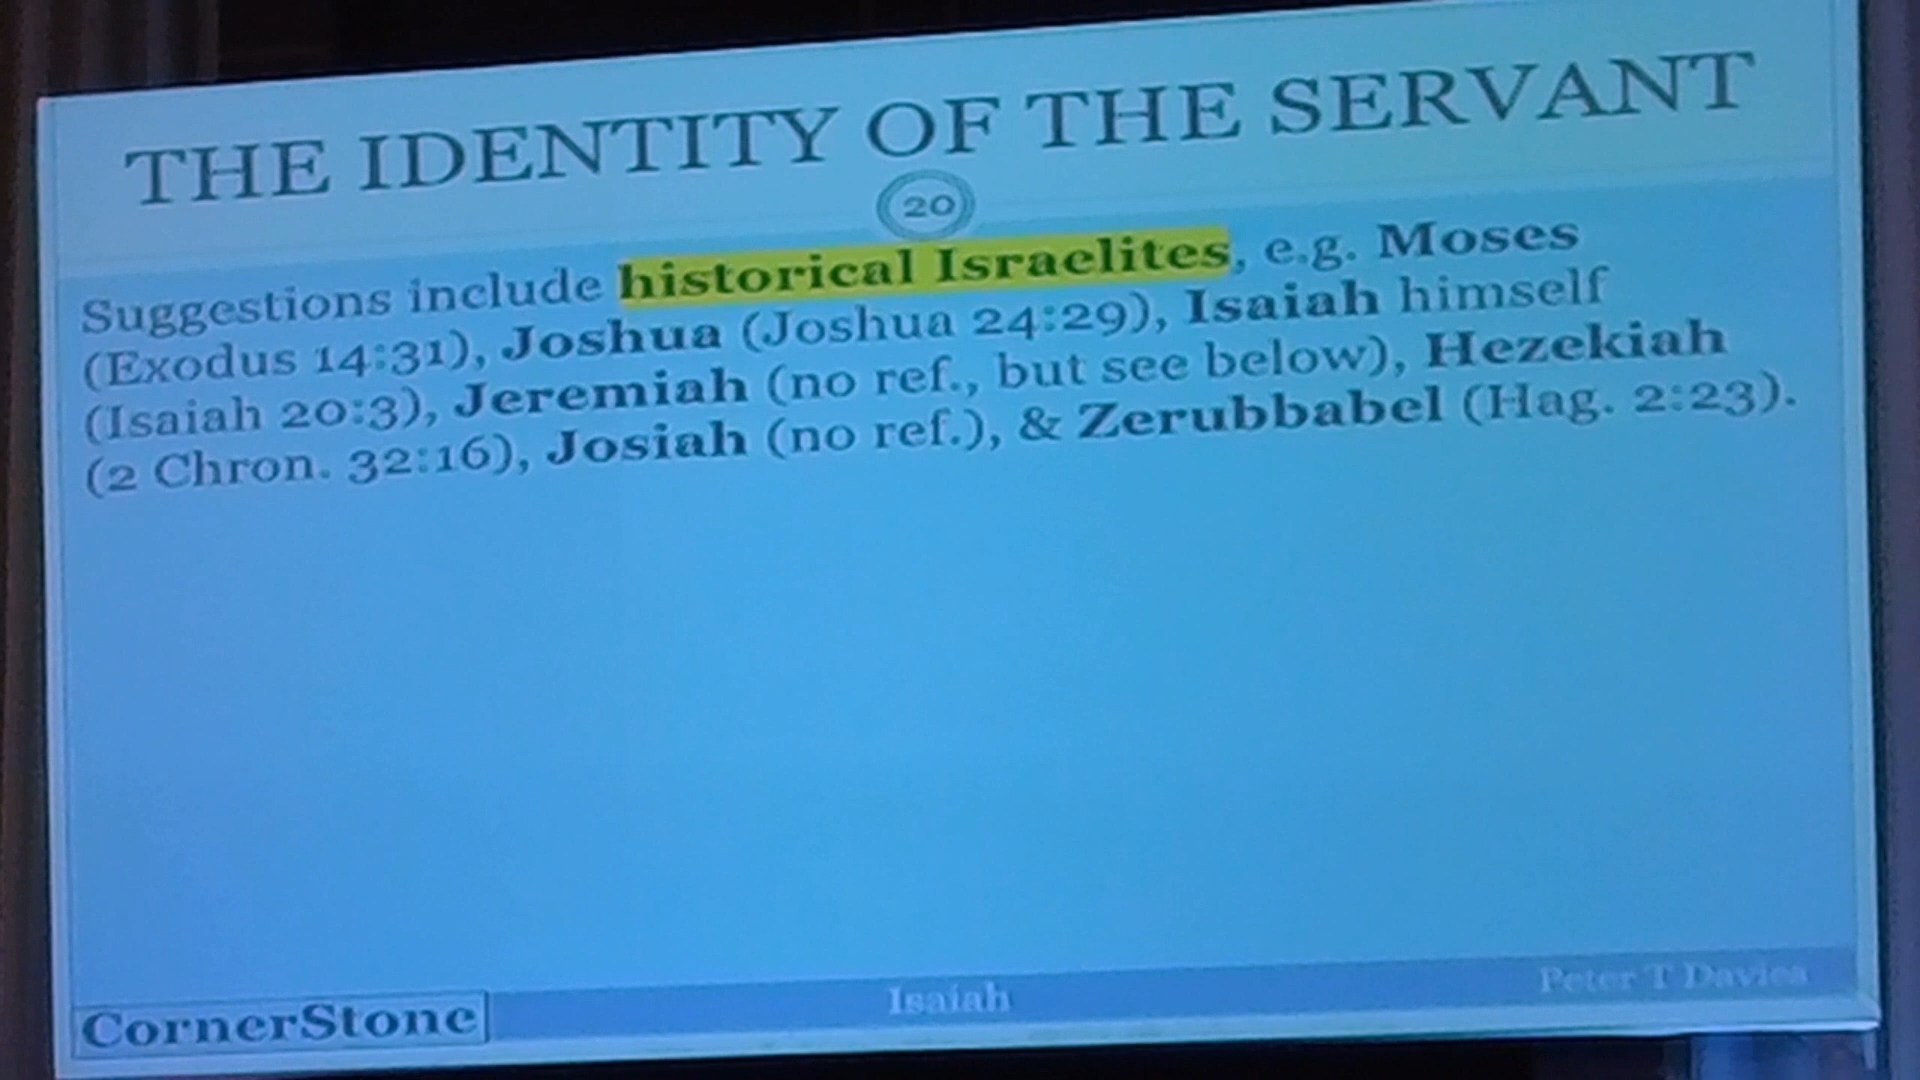 THE IDENTITY OF THE SERVANT
20
Suggestions include historical Israelites, e.g. Moses
(Exodus 14:31), Joshua (Joshua 24:29), Isaiah himself
(Isaiah 20:3), Jeremiah (no ref., but see below), Hezekiah
(2 Chron. 32:16), Josiah (no ref.), & Zerubbabel (Hag. 2:23).
CornerStone
Isaiah
Peter T Davies